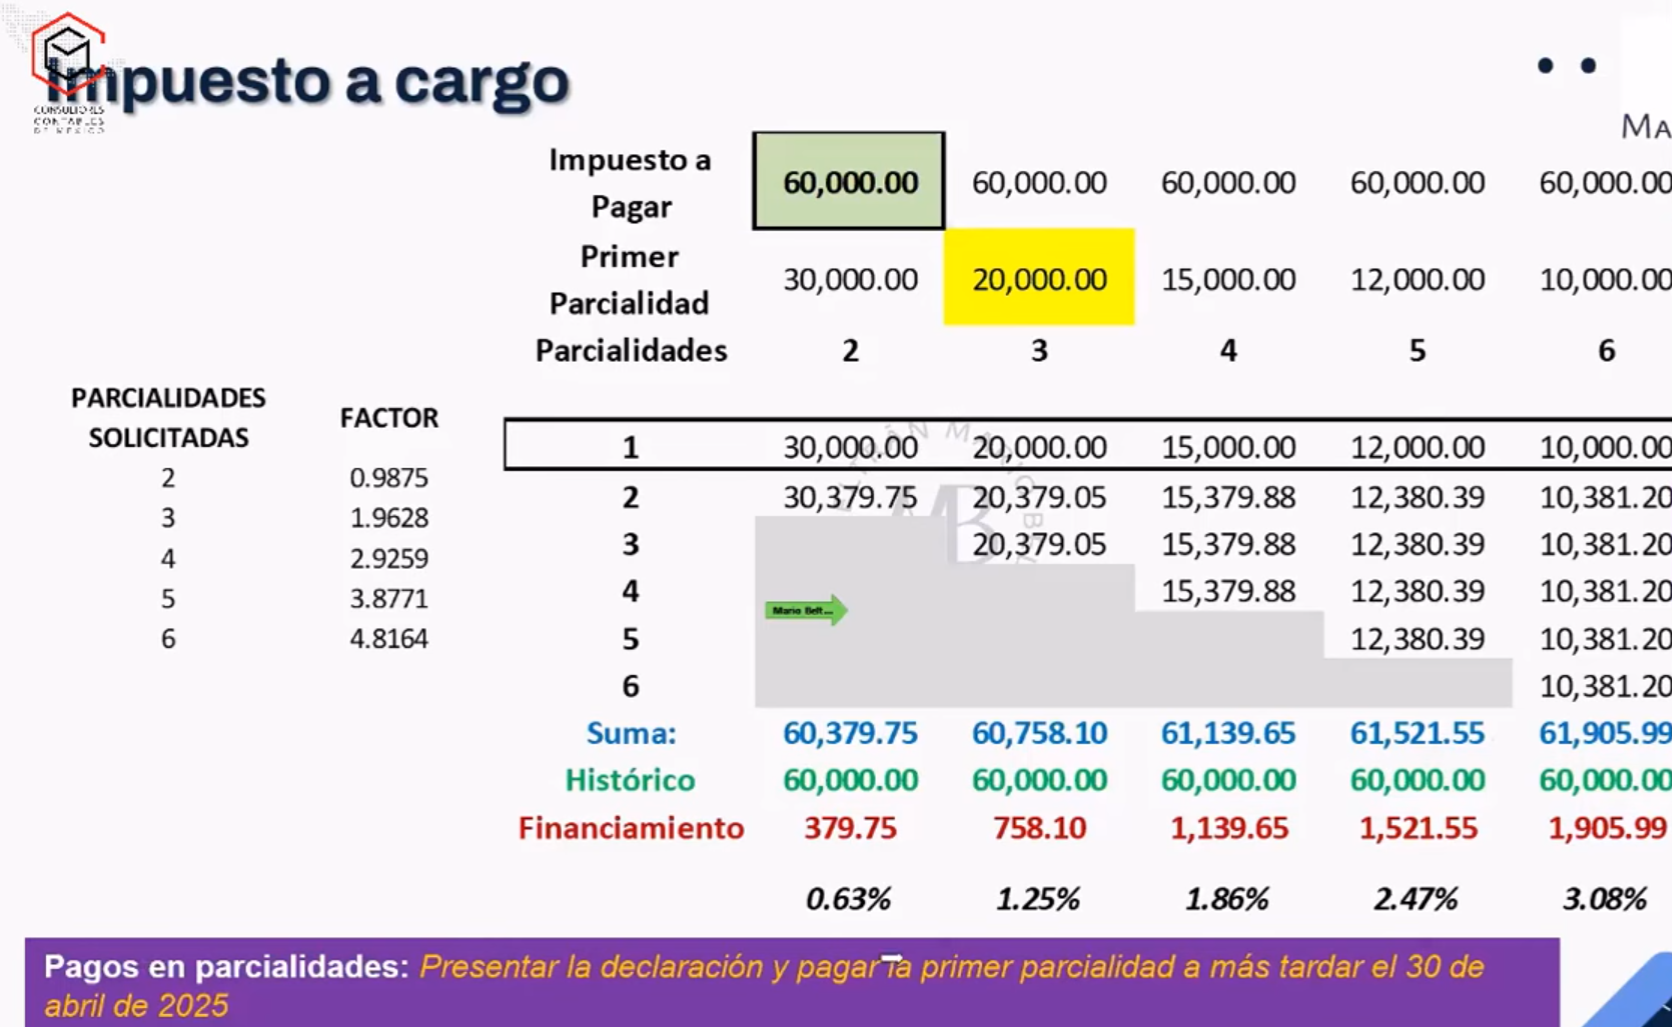 CONSULTORES
CONTABLES
DE MÉXICO
Impuesto a cargo
MA
Impuesto a Pagar 60,000.00 60,000.00 60,000.00 60,000.00 60,000.00
Primer Parcialidad 30,000.00 20,000.00 15,000.00 12,000.00 10,000.00
Parcialidades 2 3 4 5 6
PARCIALIDADES SOLICITADAS FACTOR
2 0.9875
3 1.9628
4 2.9259
5 3.8771
6 4.8164
1 30,000.00 20,000.00 15,000.00 12,000.00 10,000.00
2 30,379.75 20,379.05 15,379.88 12,380.39 10,381.20
3 20,379.05 15,379.88 12,380.39 10,381.20
4 15,379.88 12,380.39 10,381.20
Mario Belt...
5 12,380.39 10,381.20
6 10,381.20
Suma: 60,379.75 60,758.10 61,139.65 61,521.55 61,905.99
Histórico 60,000.00 60,000.00 60,000.00 60,000.00 60,000.00
Financiamiento 379.75 758.10 1,139.65 1,521.55 1,905.99
0.63% 1.25% 1.86% 2.47% 3.08%
Pagos en parcialidades: Presentar la declaración y pagar la primer parcialidad a más tardar el 30 de
abril de 2025